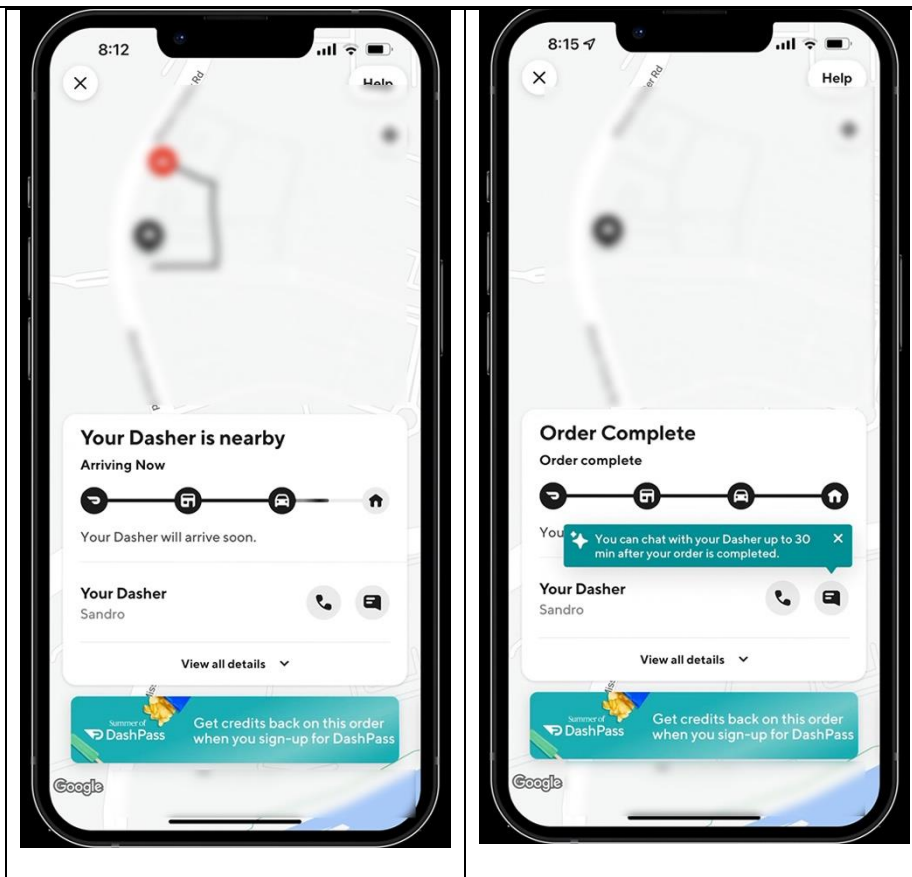 8:12
Rd
Help
Your Dasher is nearby
Arriving Now
Your Dasher will arrive soon.
Your Dasher
Sandro
View all details
Summer of
DashPass
Get credits back on this order
when you sign-up for DashPass
Google
8:15
Rd
Help
Order Complete
Order complete
You
You can chat with your Dasher up to 30
min after your order is completed.
Your Dasher
Sandro
View all details
Summer of
DashPass
Get credits back on this order
when you sign-up for DashPass
Google